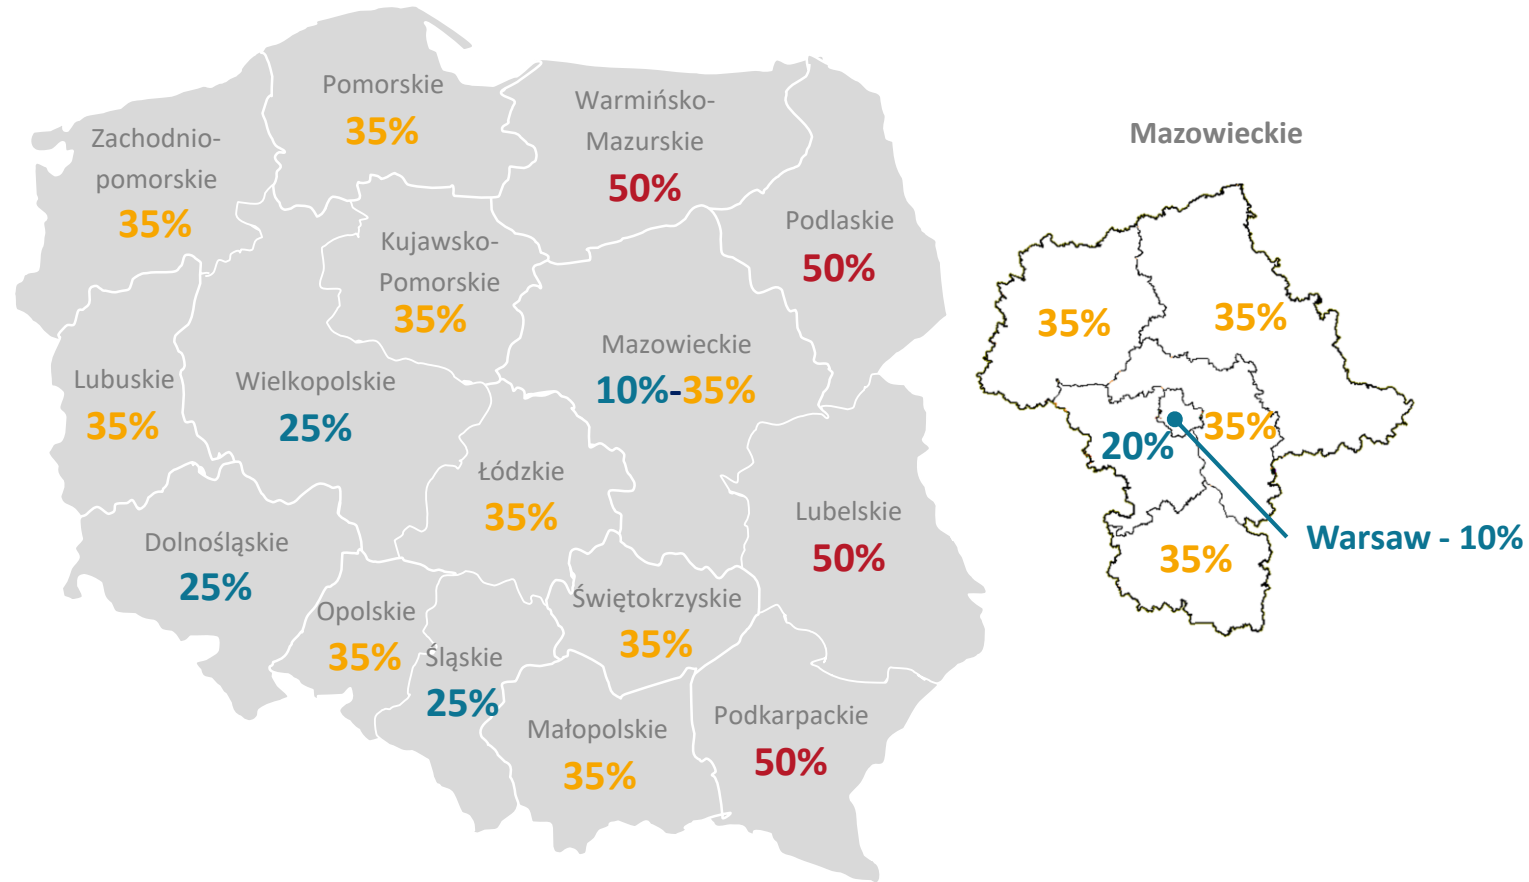 Pomorskie
35%
Warmińsko-
Mazurskie
50%
Zachodnio-
pomorskie
35%
Podlaskie
50%
Kujawsko-
Pomorskie
35%
Mazowieckie
10%-35%
Lubuskie
35%
Wielkopolskie
25%
Łódzkie
35%
Lubelskie
50%
Dolnośląskie
25%
Opolskie
35%
Śląskie
25%
Świętokrzyskie
35%
Małopolskie
35%
Podkarpackie
50%
Mazowieckie
35%
35%
20%
35%
Warsaw - 10%
35%